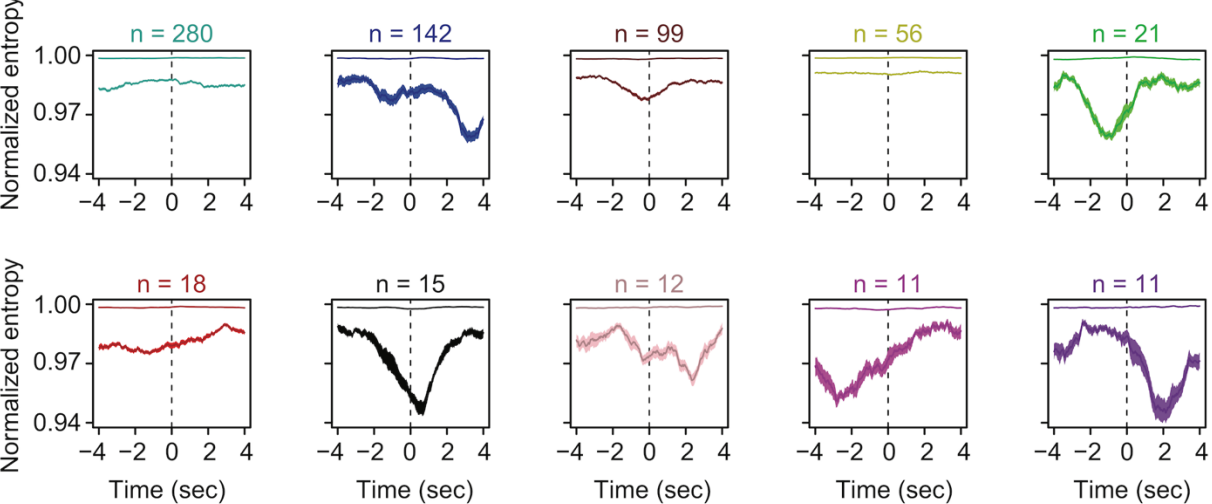 n = 280 n = 142 n = 99 n = 56 n = 21
Normalized entropy
1.00
0.97
0.94
−4 −2 0 2 4 −4 −2 0 2 4 −4 −2 0 2 4 −4 −2 0 2 4 −4 −2 0 2 4
n = 18 n = 15 n = 12 n = 11 n = 11
Normalized entropy
1.00
0.97
0.94
−4 −2 0 2 4 −4 −2 0 2 4 −4 −2 0 2 4 −4 −2 0 2 4 −4 −2 0 2 4
Time (sec) Time (sec) Time (sec) Time (sec) Time (sec)